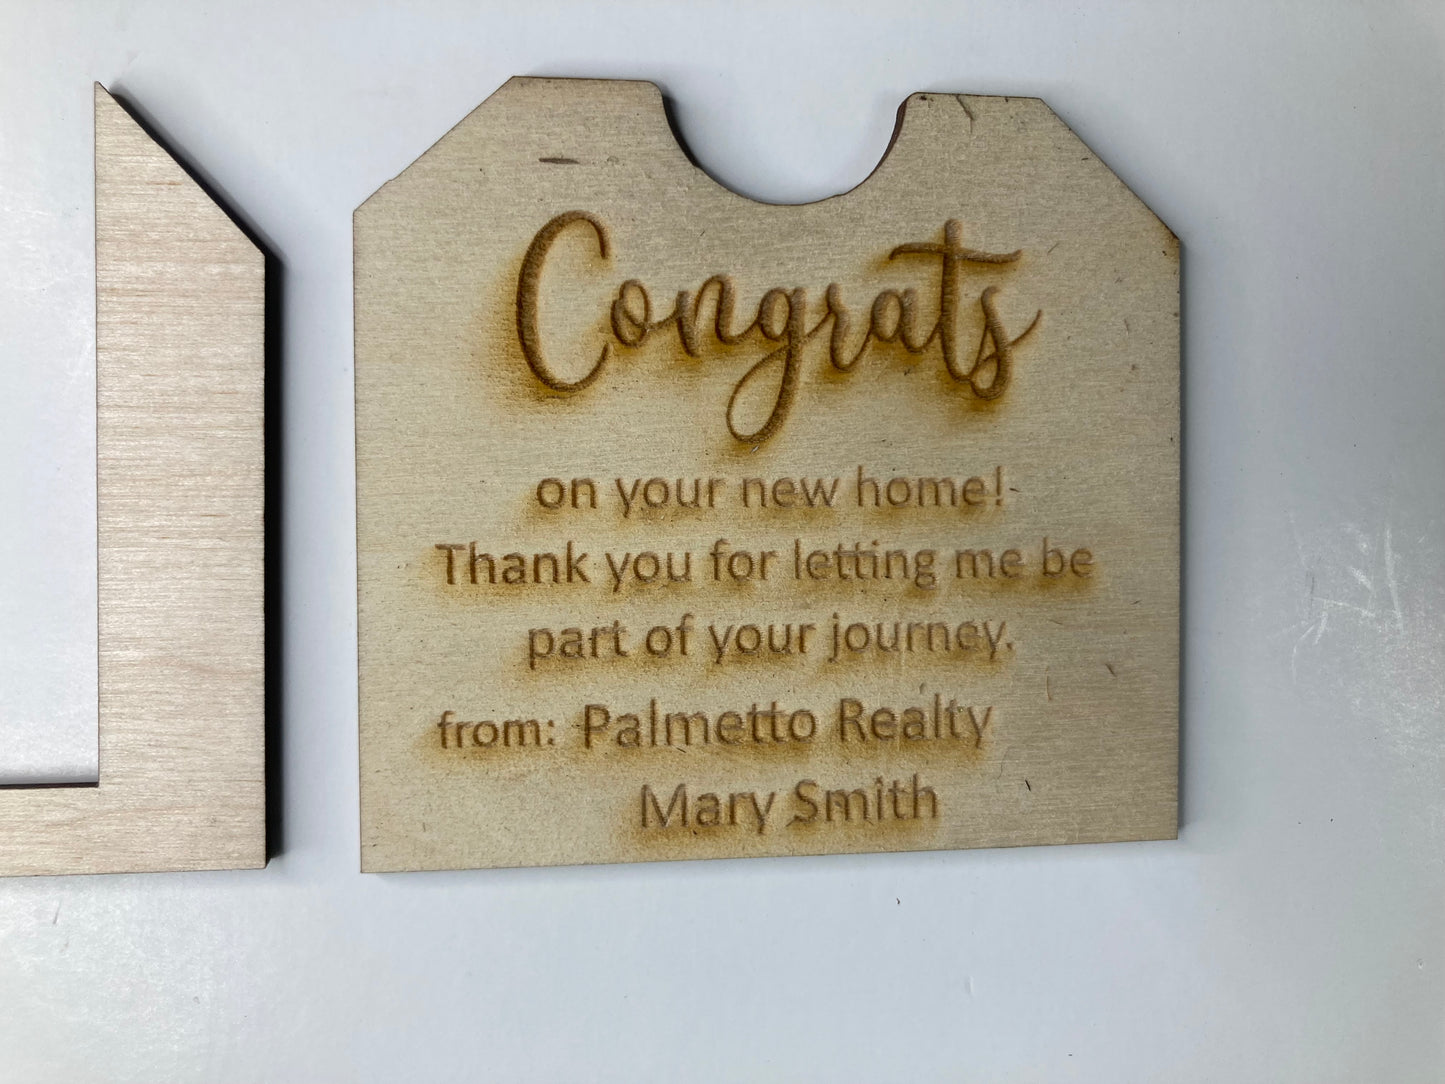 Congrats
on your new home!
Thank you for letting me be
part of your journey.
from: Palmetto Realty
Mary Smith